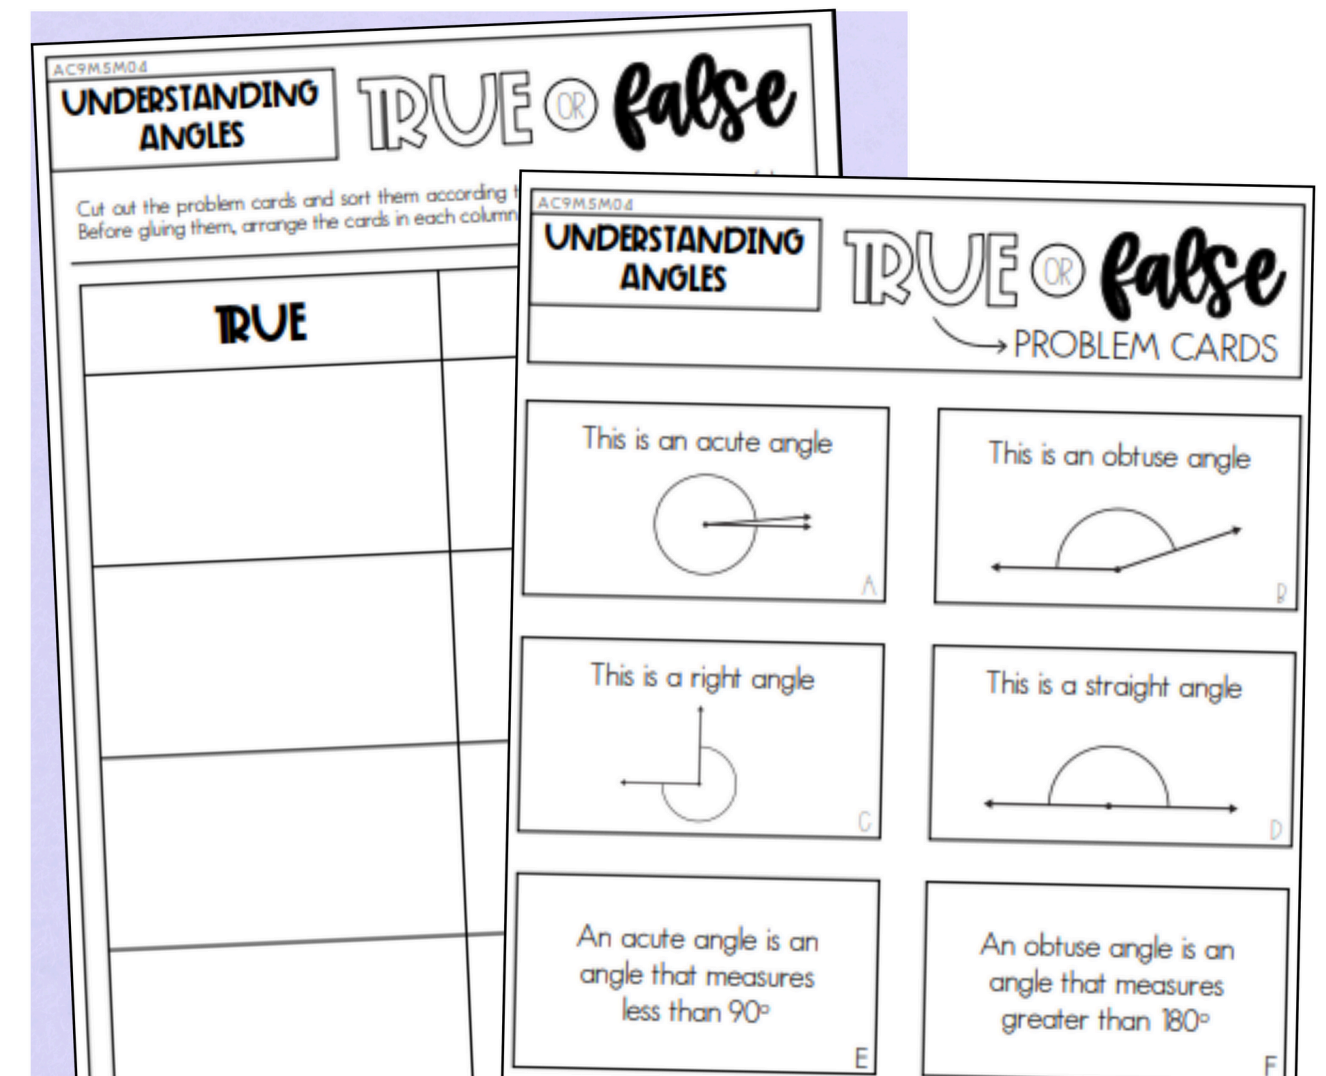 AC9M5M04
UNDERSTANDING
ANGLES
TRUE OR false
Cut out the problem cards and sort them according
Before gluing them, arrange the cards in each column
TRUE
AC9M5M04
UNDERSTANDING
ANGLES
TRUE OR false
PROBLEM CARDS
This is an acute angle
A
This is an obtuse angle
B
This is a right angle
C
This is a straight angle
D
An acute angle is an
angle that measures
less than 90°
E
An obtuse angle is an
angle that measures
greater than 180°
F